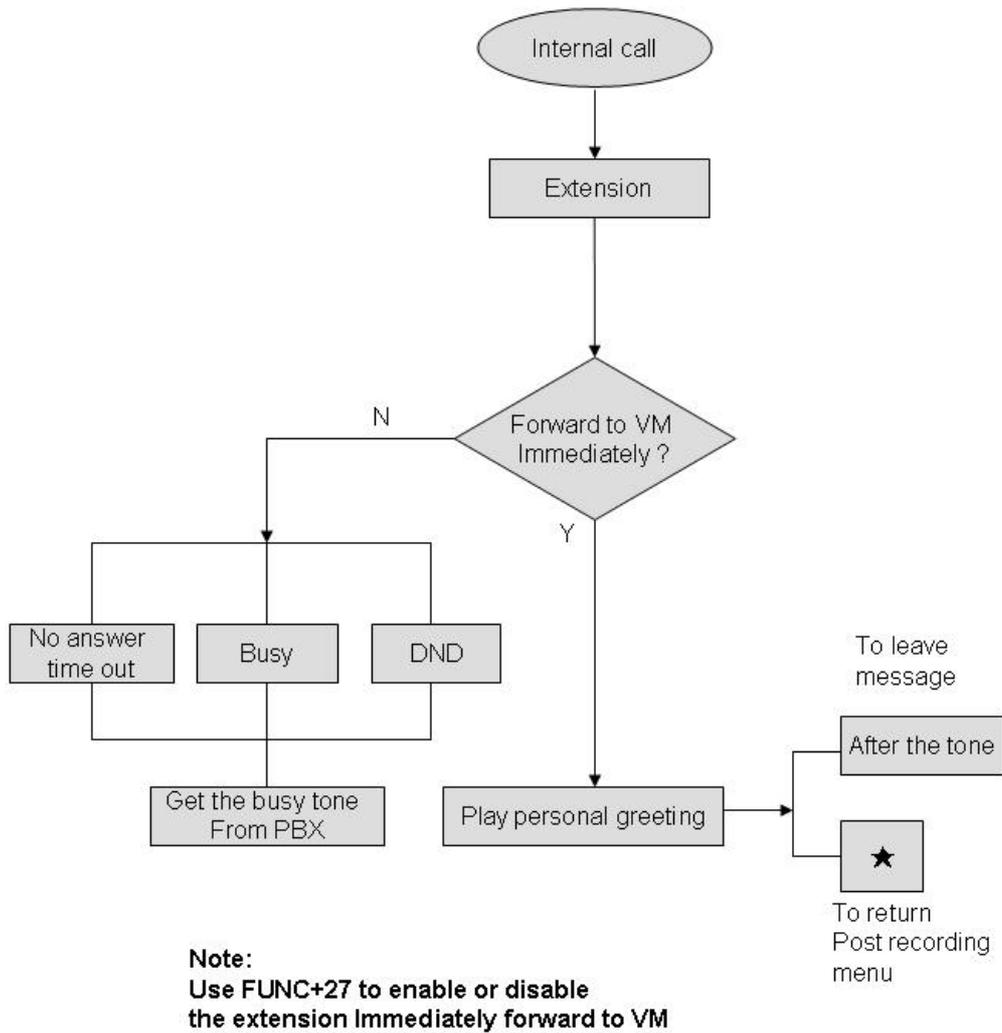 Internal call
Extension
Forward to VM
Immediately ?
N
Y
No answer
time out
Busy
DND
Get the busy tone
From PBX
Play personal greeting
To leave
message
After the tone
To return
Post recording
menu
Note:
Use FUNC+27 to enable or disable
the extension Immediately forward to VM